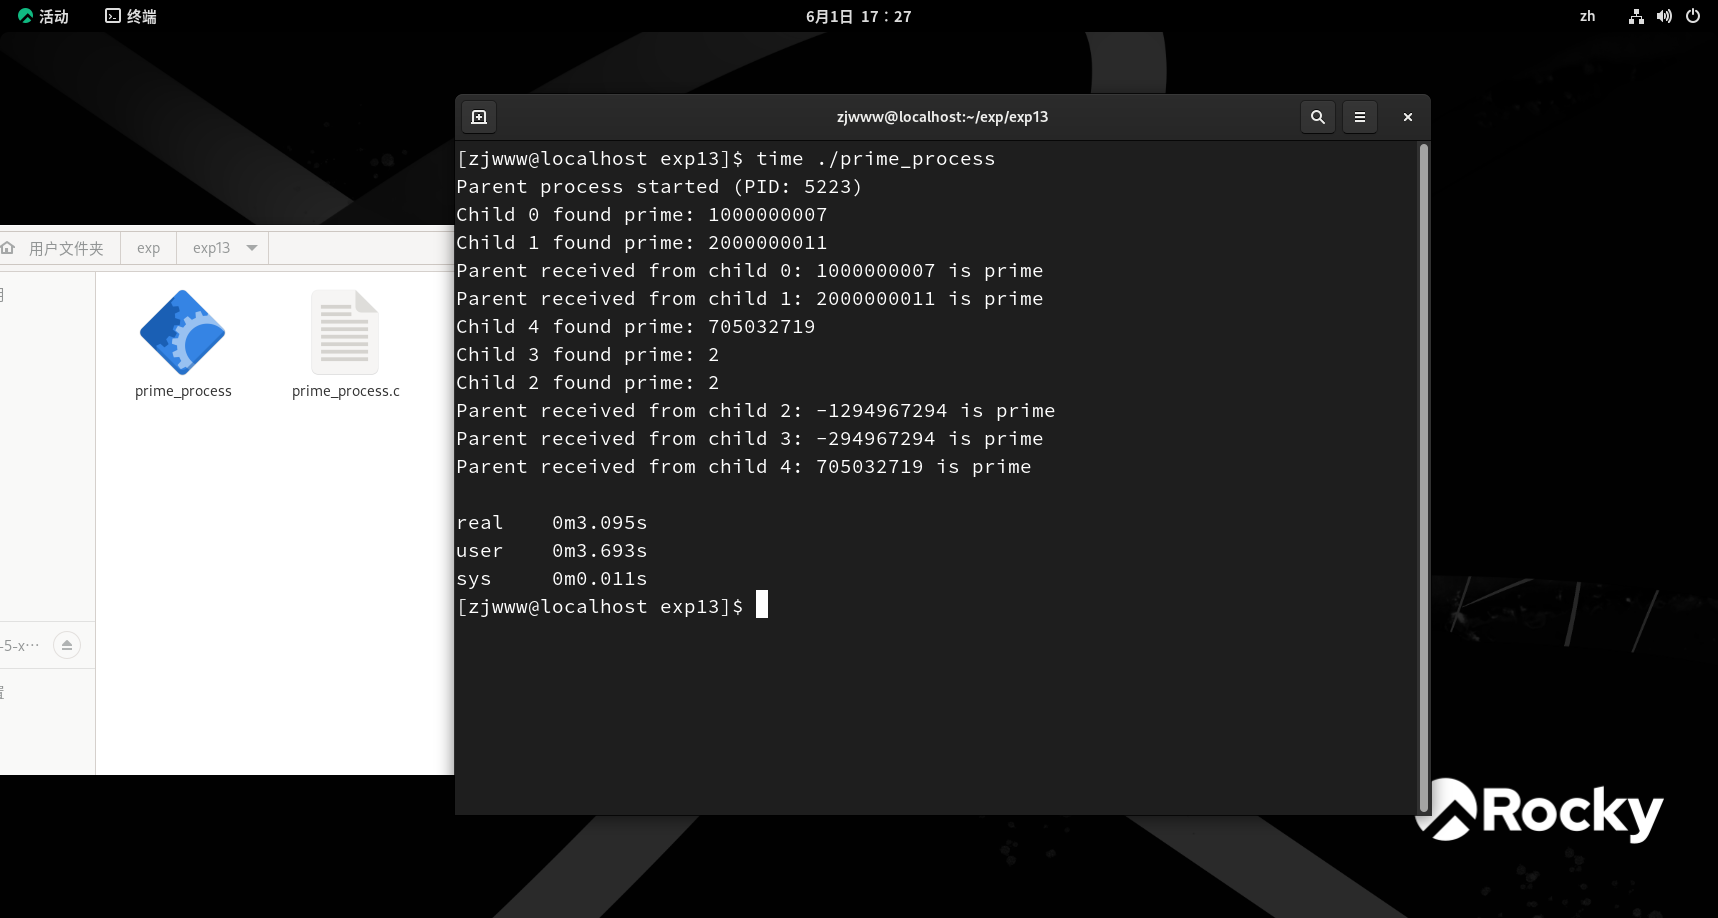 活动 终端 6月1日 17：27 zh
zjwww@localhost:~/exp/exp13
[zjwww@localhost exp13]$ time ./prime_process
Parent process started (PID: 5223)
Child 0 found prime: 1000000007
Child 1 found prime: 2000000011
Parent received from child 0: 1000000007 is prime
Parent received from child 1: 2000000011 is prime
Child 4 found prime: 705032719
Child 3 found prime: 2
Child 2 found prime: 2
Parent received from child 2: -1294967294 is prime
Parent received from child 3: -294967294 is prime
Parent received from child 4: 705032719 is prime
real 0m3.095s
user 0m3.693s
sys 0m0.011s
[zjwww@localhost exp13]$
用户文件夹 exp exp13
prime_process prime_process.c
-5-x…
Rocky